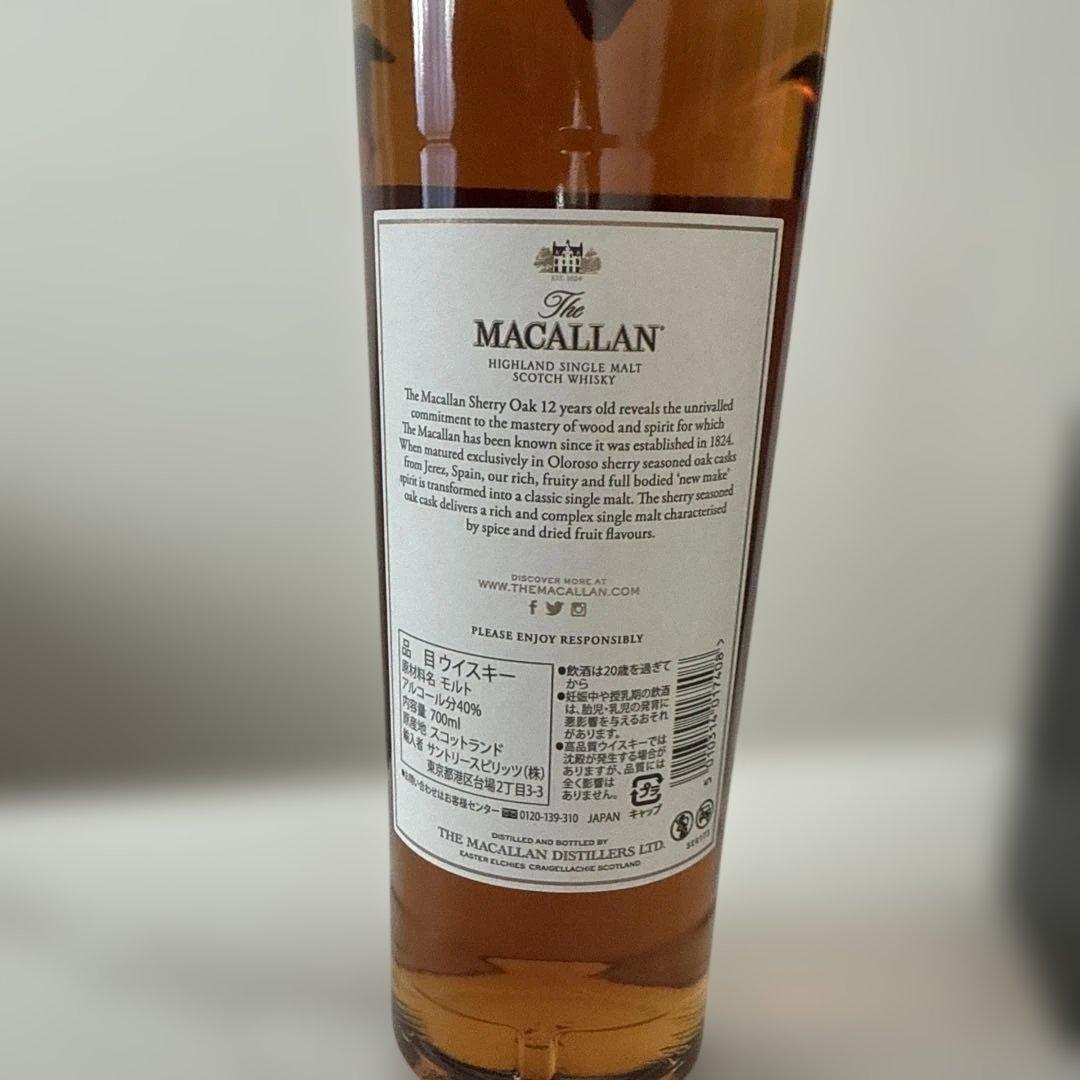 EST. 1824
The
MACALLAN
HIGHLAND SINGLE MALT
SCOTCH WHISKY
The Macallan Sherry Oak 12 years old reveals the unrivalled
commitment to the mastery of wood and spirit for which
The Macallan has been known since it was established in 1824.
When matured exclusively in Oloroso sherry seasoned oak casks
from Jerez, Spain, our rich, fruity and full bodied 'new make'
spirit is transformed into a classic single malt. The sherry seasoned
oak cask delivers a rich and complex single malt characterised
by spice and dried fruit flavours.
DISCOVER MORE AT
WWW.THEMACALLAN.COM
PLEASE ENJOY RESPONSIBLY
品 目 ウイスキー
原材料名 モルト
アルコール分40%
内容量 700ml
原産地 スコットランド
輸入者 サントリースピリッツ(株)
東京都港区台場2丁目3-3
●お問い合わせはお客様センター 0120-139-310 JAPAN
●飲酒は20歳を過ぎて
から
●妊娠中や授乳期の飲酒
は、胎児・乳児の発育に
悪影響を与えるおそれ
があります。
●高品質ウイスキーでは
沈殿が発生する場合が
ありますが、品質には
全く影響は
ありません。
プラ
キャップ
5 010314 017408 >
DISTILLED AND BOTTLED BY
THE MACALLAN DISTILLERS LTD.
EASTER ELCHIES CRAIGELLACHIE SCOTLAND